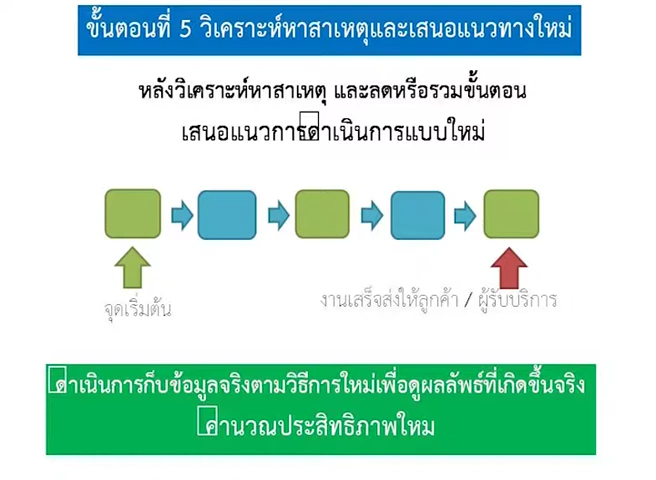 ขั้นตอนที่ 5 วิเคราะห์หาสาเหตุและเสนอแนวทางใหม่
หลังวิเคราะห์หาสาเหตุ และลดหรือรวมขั้นตอน
เสนอแนวการดำเนินการแบบใหม่
จุดเริ่มต้น
งานเสร็จส่งให้ลูกค้า / ผู้รับบริการ
ดำเนินการก็บข้อมูลจริงตามวิธีการใหม่เพื่อดูผลลัพธ์ที่เกิดขึ้นจริง
คำนวณประสิทธิภาพใหม